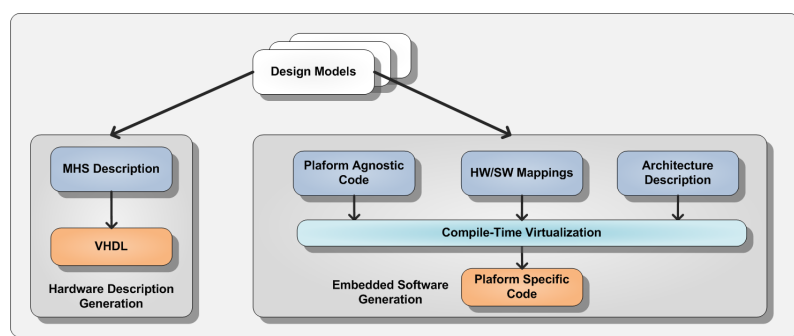 Design Models
MHS Description
VHDL
Hardware Description
Generation
Plaform Agnostic
Code
HW/SW Mappings
Architecture
Description
Compile-Time Virtualization
Embedded Software
Generation
Plaform Specific
Code